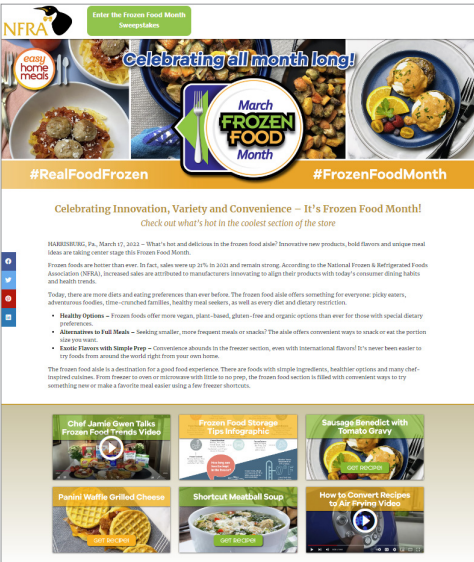 NFRA
Enter the Frozen Food Month
Sweepstakes
easy
home
meals
Celebrating all month long!
March
FROZEN
FOOD
Month
#RealFoodFrozen
#FrozenFoodMonth
Celebrating Innovation, Variety and Convenience – It's Frozen Food Month!
Check out what's hot in the coolest section of the store
HARRISBURG, Pa., March 17, 2022 – What's hot and delicious in the frozen food aisle? Innovative new products, bold flavors and unique meal
ideas are taking center stage this Frozen Food Month.
Frozen foods are hotter than ever. In fact, sales were up 21% in 2021 and remain strong. According to the National Frozen & Refrigerated Foods
Association (NFRA), increased sales are attributed to manufacturers innovating to align their products with today's consumer dining habits
and health trends.
Today, there are more diets and eating preferences than ever before. The frozen food aisle offers something for everyone: picky eaters,
adventurous foodies, time-crunched families, healthy meal seekers, as well as every diet and dietary restriction.
• Healthy Options – Frozen foods offer more vegan, plant-based, gluten-free and organic options than ever for those with special dietary
preferences.
• Alternatives to Full Meals – Seeking smaller, more frequent meals or snacks? The aisle offers convenient ways to snack or eat the portion
size you want.
• Exotic Flavors with Simple Prep – Convenience abounds in the freezer section, even with international flavors! It's never been easier to
try foods from around the world right from your own home.
The frozen food aisle is a destination for a good food experience. There are foods with simple ingredients, healthier options and many chef-
inspired cuisines. From freezer to oven or microwave with little to no prep, the frozen food section is filled with convenient ways to try
something new or make a favorite meal easier using a few freezer shortcuts.
Chef Jamie Gwen Talks
Frozen Food Trends Video
Frozen Food Storage
Tips Infographic
Sausage Benedict with
Tomato Gravy
GET RECIPE!
Panini Waffle Grilled Cheese
GET RECIPE!
Shortcut Meatball Soup
GET RECIPE!
How to Convert Recipes
to Air Frying Video